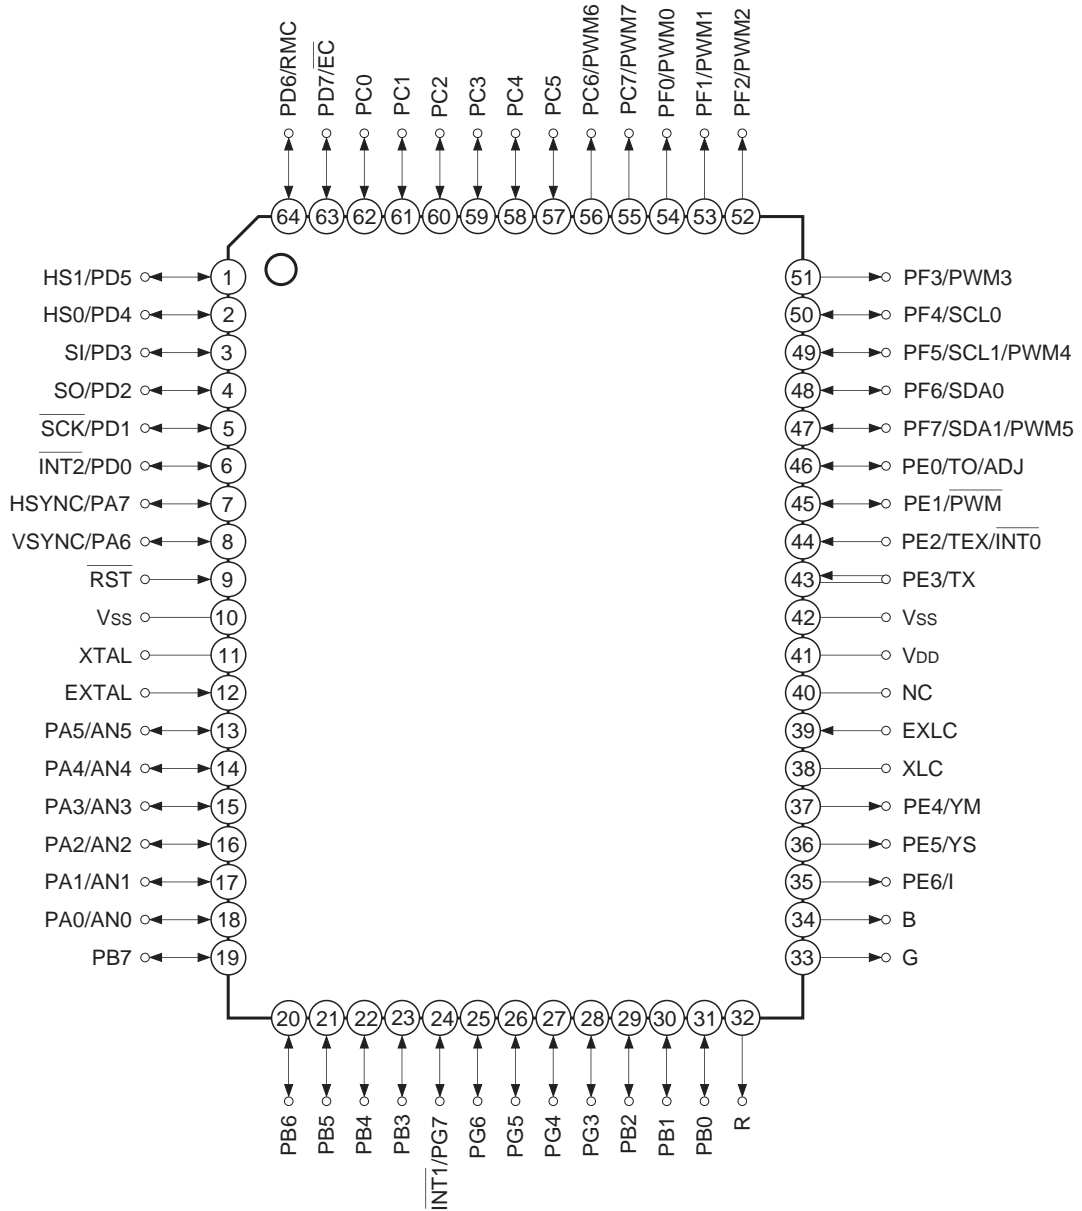 PD6/RMC
PD7/E̅C̅
PC0
PC1
PC2
PC3
PC4
PC5
PC6/PWM6
PC7/PWM7
PF0/PWM0
PF1/PWM1
PF2/PWM2
64 63 62 61 60 59 58 57 56 55 54 53 52
HS1/PD5 1
HS0/PD4 2
SI/PD3 3
SO/PD2 4
S̅C̅K̅/PD1 5
I̅N̅T̅2̅/PD0 6
HSYNC/PA7 7
VSYNC/PA6 8
R̅S̅T̅ 9
Vss 10
XTAL 11
EXTAL 12
PA5/AN5 13
PA4/AN4 14
PA3/AN3 15
PA2/AN2 16
PA1/AN1 17
PA0/AN0 18
PB7 19
51 PF3/PWM3
50 PF4/SCL0
49 PF5/SCL1/PWM4
48 PF6/SDA0
47 PF7/SDA1/PWM5
46 PE0/TO/ADJ
45 PE1/P̅W̅M̅
44 PE2/TEX/I̅N̅T̅0̅
43 PE3/TX
42 Vss
41 VDD
40 NC
39 EXLC
38 XLC
37 PE4/YM
36 PE5/YS
35 PE6/I
34 B
33 G
20 21 22 23 24 25 26 27 28 29 30 31 32
PB6
PB5
PB4
PB3
I̅N̅T̅1̅/PG7
PG6
PG5
PG4
PG3
PB2
PB1
PB0
R